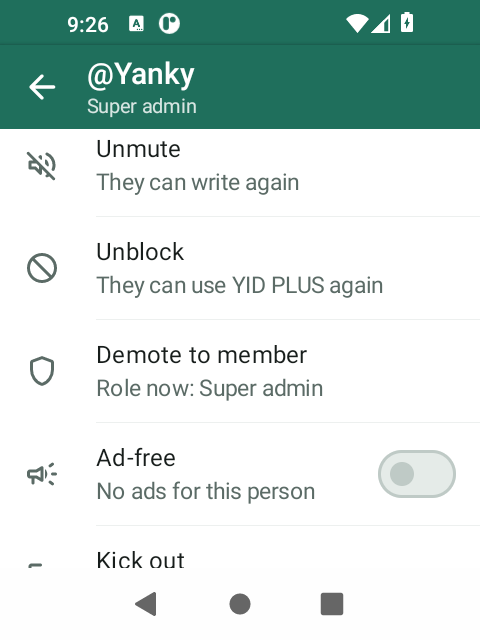 9:26
@Yanky
Super admin
Unmute
They can write again
Unblock
They can use YID PLUS again
Demote to member
Role now: Super admin
Ad-free
No ads for this person
Kick out